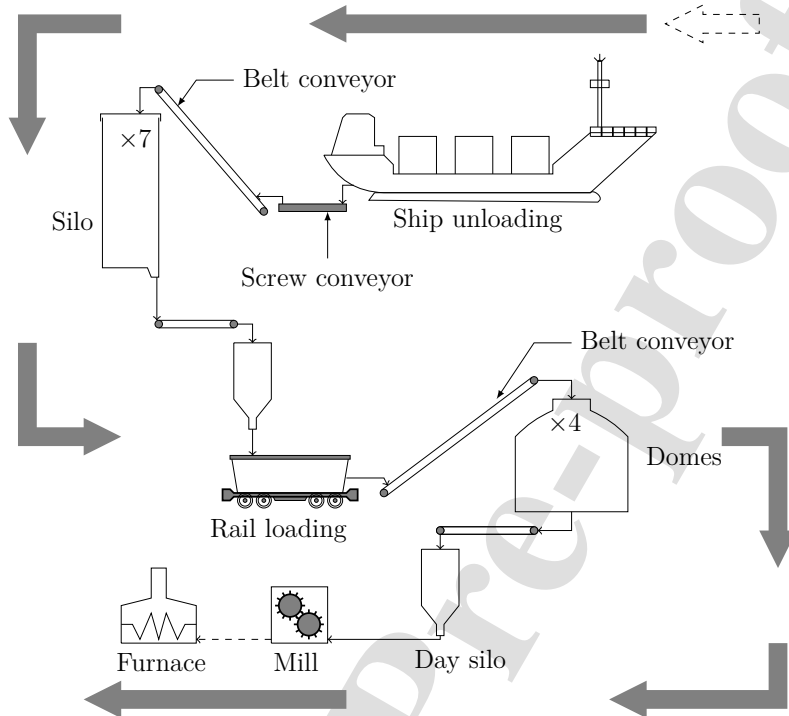 Belt conveyor
×7
Silo
Ship unloading
Screw conveyor
Belt conveyor
×4
Domes
Rail loading
Furnace
Mill
Day silo
pre-proof